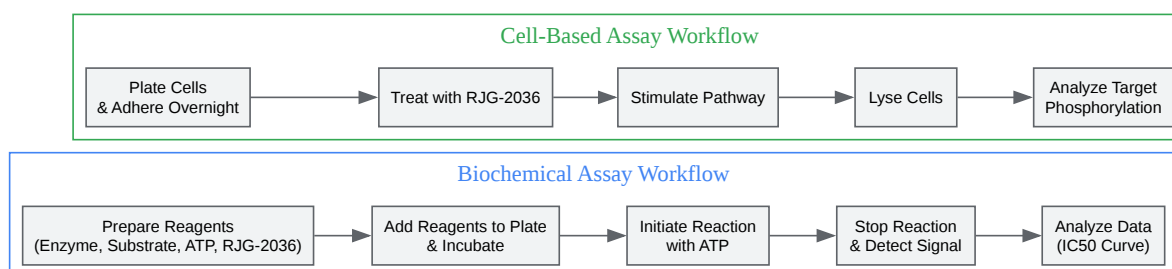 Cell-Based Assay Workflow
Plate Cells
& Adhere Overnight
Treat with RJG-2036
Stimulate Pathway
Lyse Cells
Analyze Target
Phosphorylation
Biochemical Assay Workflow
Prepare Reagents
(Enzyme, Substrate, ATP, RJG-2036)
Add Reagents to Plate
& Incubate
Initiate Reaction
with ATP
Stop Reaction
& Detect Signal
Analyze Data
(IC50 Curve)